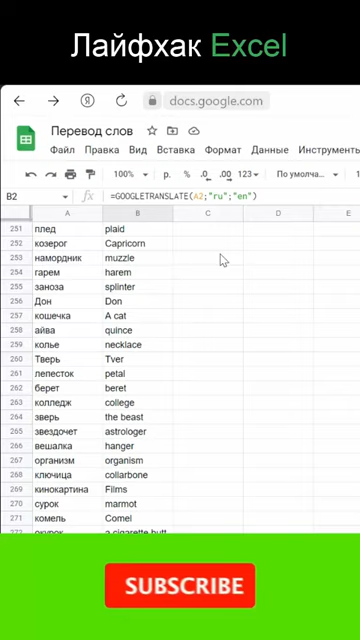 Лайфхак Excel
docs.google.com
Перевод слов
Файл Правка Вид Вставка Формат Данные Инструменты
100% р. % .0 .00 123 По умолча...
B2 fx =GOOGLETRANSLATE(A2;"ru";"en")
A B C D E
251 плед plaid
252 козерог Capricorn
253 намордник muzzle
254 гарем harem
255 заноза splinter
256 Дон Don
257 кошечка A cat
258 айва quince
259 колье necklace
260 Тверь Tver
261 лепесток petal
262 берет beret
263 колледж college
264 зверь the beast
265 звездочет astrologer
266 вешалка hanger
267 организм organism
268 ключица collarbone
269 кинокартина Films
270 сурок marmot
271 комель Comel
272 окурок a cigarette butt
SUBSCRIBE